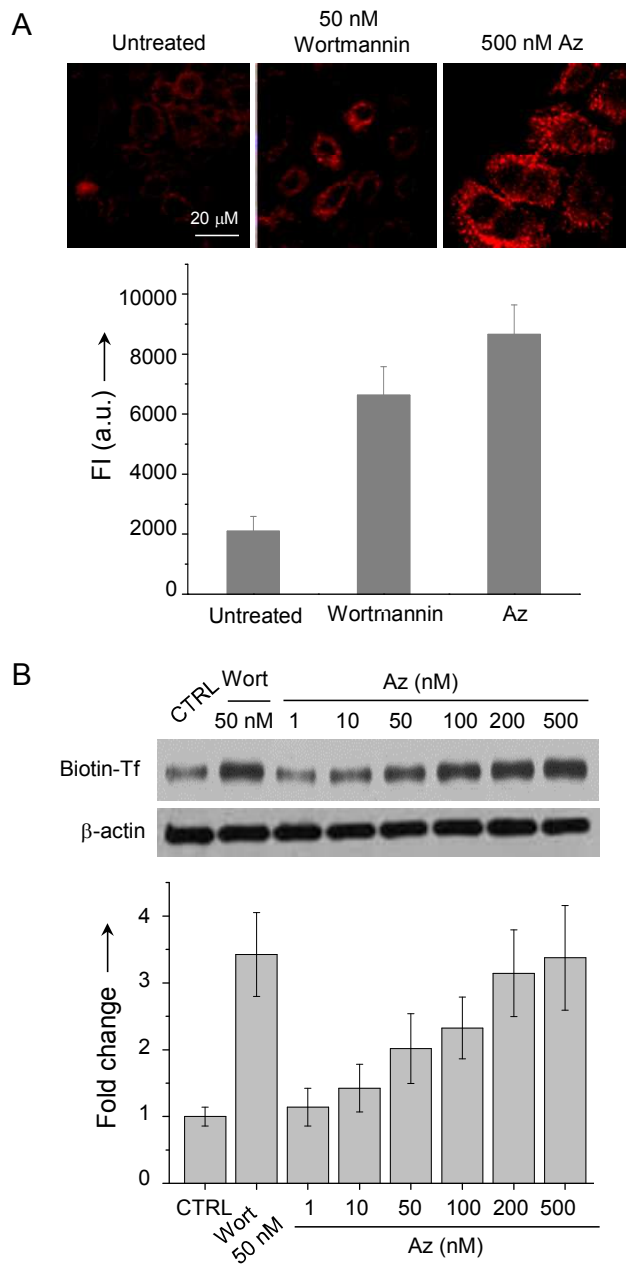 A
Untreated
50 nM
Wortmannin
500 nM Az
20 μM
10000
8000
6000
4000
2000
0
FI (a.u.) ⟶
Untreated
Wortmannin
Az
B
CTRL
Wort
50 nM
Az (nM)
1 10 50 100 200 500
Biotin-Tf
β-actin
4
3
2
1
0
Fold change ⟶
CTRL
Wort
50 nM
1 10 50 100 200 500
Az (nM)